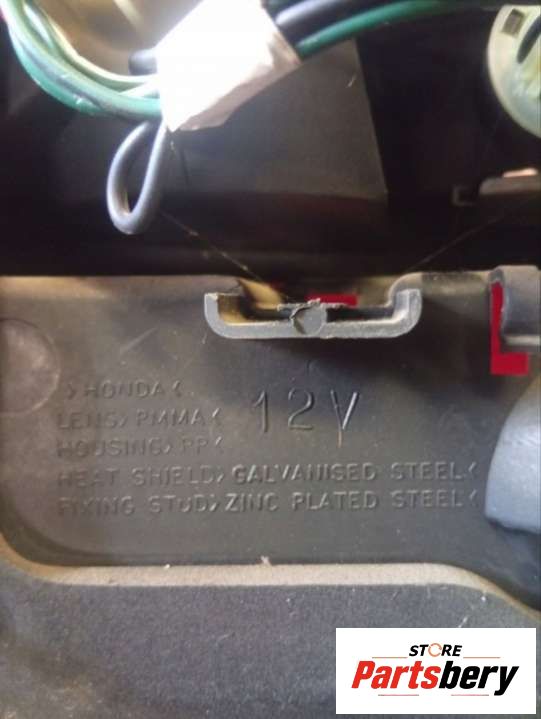 >HONDA<
LENS>PMMA<
12V
HOUSING>PP<
HEAT SHIELD>GALVANISED STEEL<
FIXING STUD>ZINC PLATED STEEL<
STORE
Partsbery